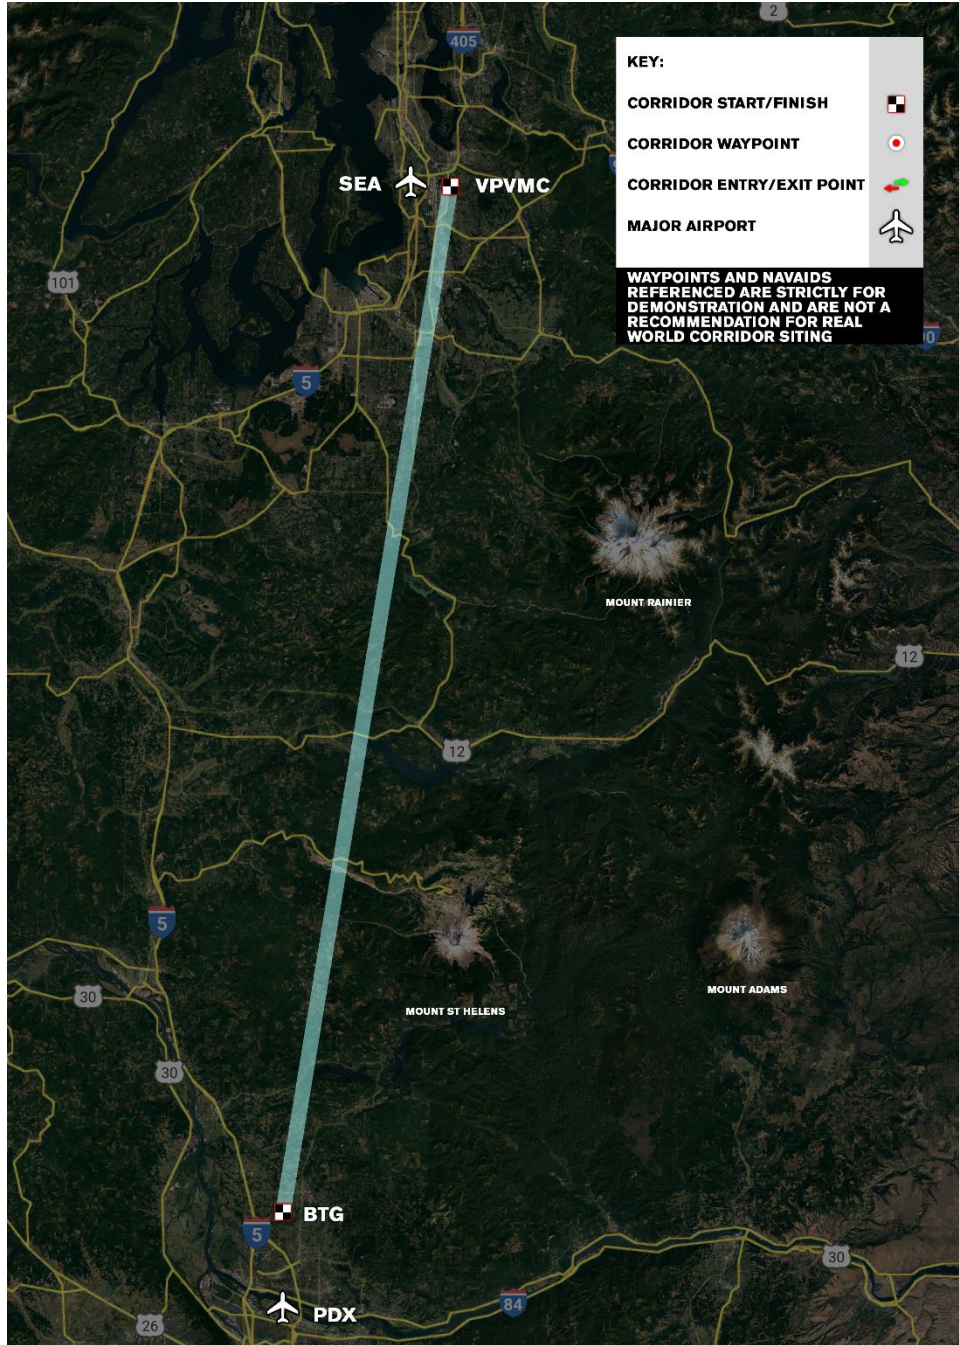 2
405
KEY:
CORRIDOR START/FINISH
CORRIDOR WAYPOINT
CORRIDOR ENTRY/EXIT POINT
MAJOR AIRPORT
WAYPOINTS AND NAVAIDS
REFERENCED ARE STRICTLY FOR
DEMONSTRATION AND ARE NOT A
RECOMMENDATION FOR REAL
WORLD CORRIDOR SITING
SEA
VPVMC
101
5
MOUNT RAINIER
12
12
5
MOUNT ADAMS
30
MOUNT ST HELENS
30
BTG
5
30
84
PDX
26